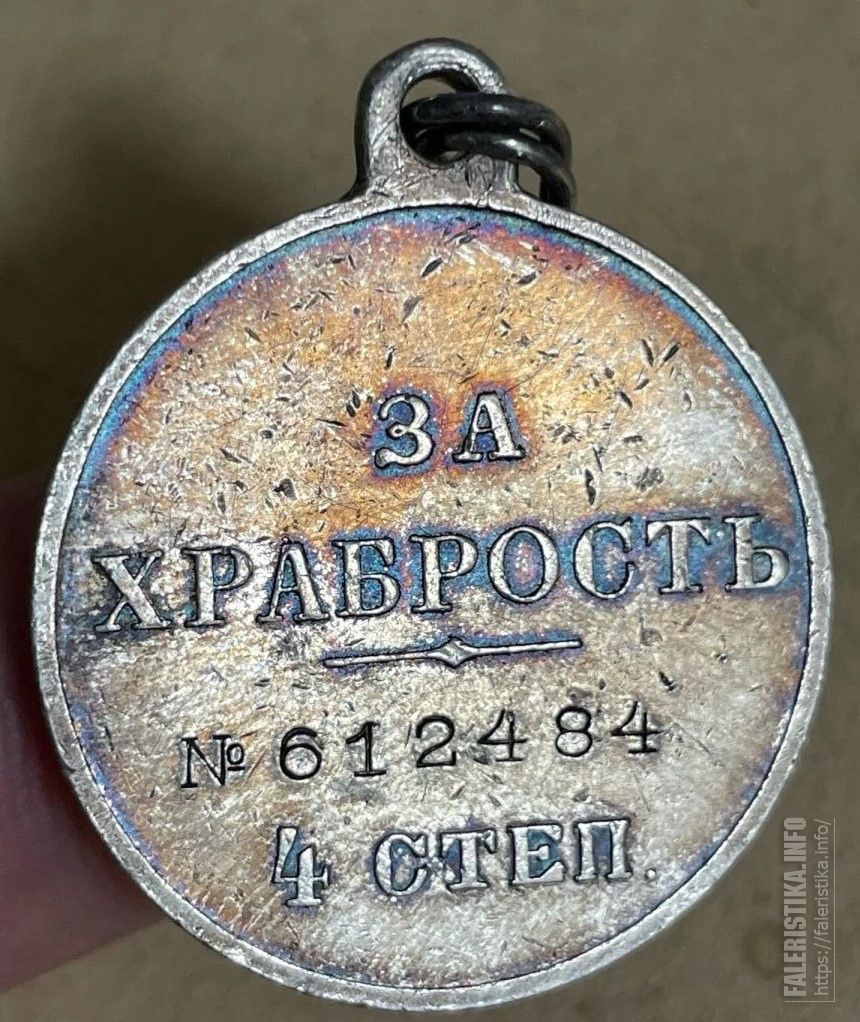 ЗА
ХРАБРОСТЬ
№ 612484
4 СТЕП.
FALERISTIKA.INFO
https://faleristika.info/